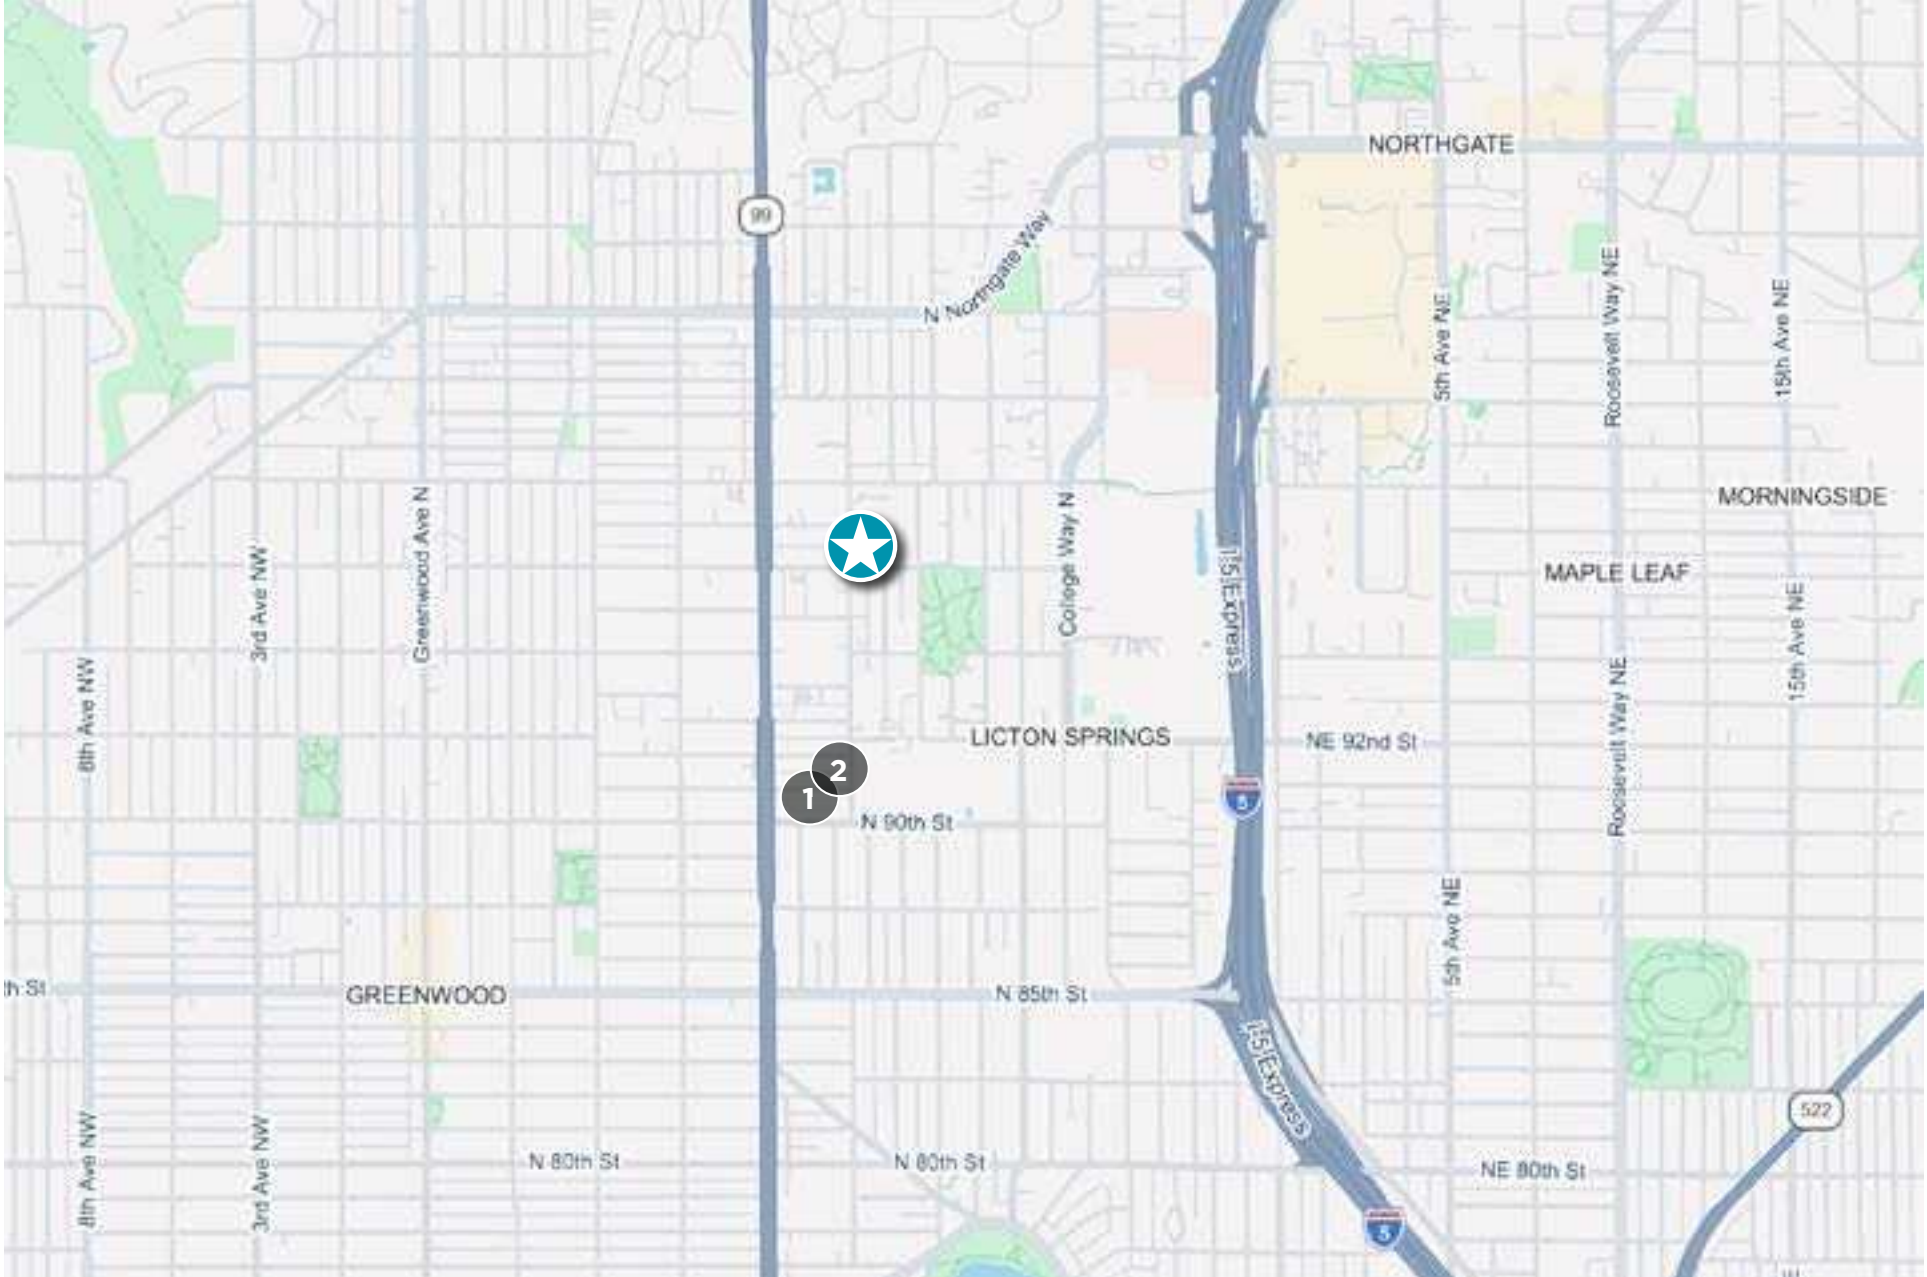 NORTHGATE
99
N Northgate Way
5th Ave NE
Roosevelt Way NE
15th Ave NE
Greenwood Ave N
College Way N
MORNINGSIDE
3rd Ave NW
I-5 Express
MAPLE LEAF
15th Ave NE
8th Ave NW
Roosevelt Way NE
LICTON SPRINGS
NE 92nd St
2
1
5
N 90th St
5th Ave NE
th St
GREENWOOD
N 85th St
I-5 Express
522
8th Ave NW
3rd Ave NW
N 80th St
N 80th St
NE 80th St
5